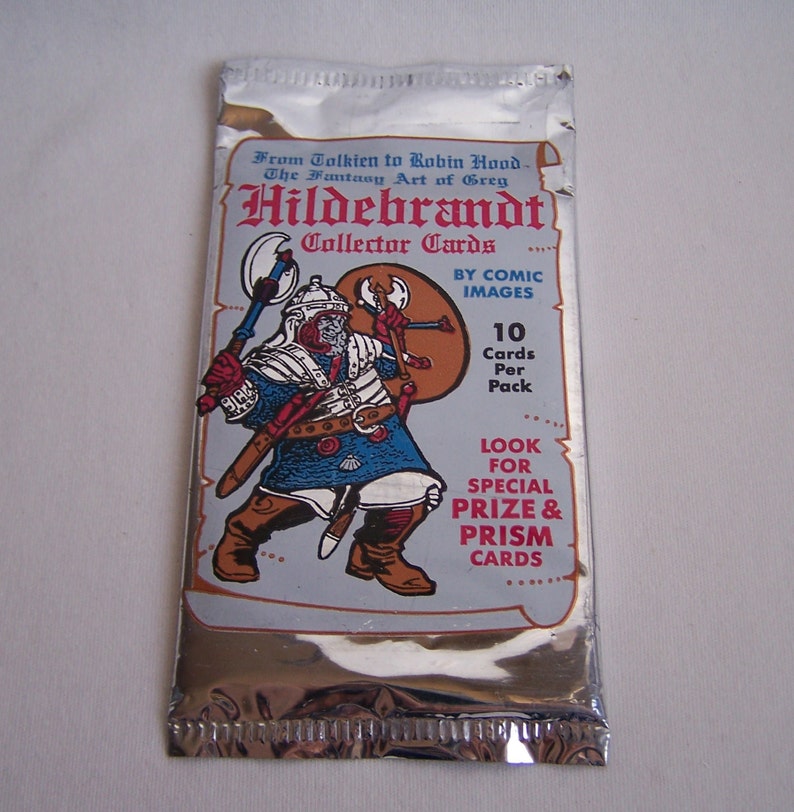 From Tolkien to Robin Hood
The Fantasy Art of Greg
Hildebrandt
Collector Cards
BY COMIC
IMAGES
10
Cards
Per
Pack
LOOK
FOR
SPECIAL
PRIZE &
PRISM
CARDS